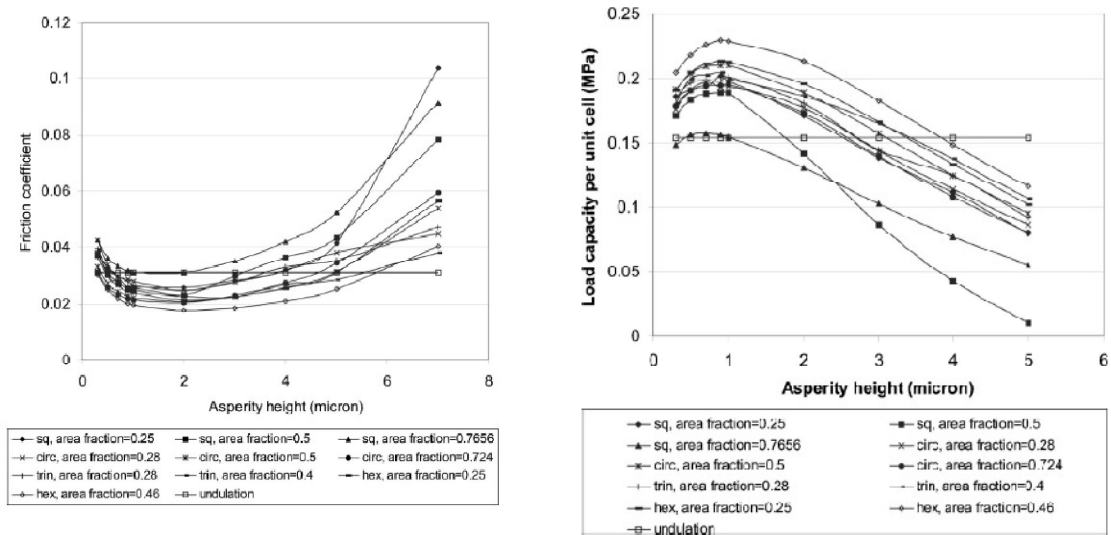 0.12
0.1
0.08
0.06
0.04
0.02
0
Friction coefficient
0 2 4 6 8
Asperity height (micron)
sq, area fraction=0.25 sq, area fraction=0.5 sq, area fraction=0.7656
circ, area fraction=0.28 circ, area fraction=0.5 circ, area fraction=0.724
trin, area fraction=0.28 trin, area fraction=0.4 hex, area fraction=0.25
hex, area fraction=0.46 undulation
0.25
0.2
0.15
0.1
0.05
0
Load capacity per unit cell (MPa)
0 1 2 3 4 5 6
Asperity height (micron)
sq, area fraction=0.25 sq, area fraction=0.5
sq, area fraction=0.7656 circ, area fraction=0.28
circ, area fraction=0.5 circ, area fraction=0.724
trin, area fraction=0.28 trin, area fraction=0.4
hex, area fraction=0.25 hex, area fraction=0.46
undulation